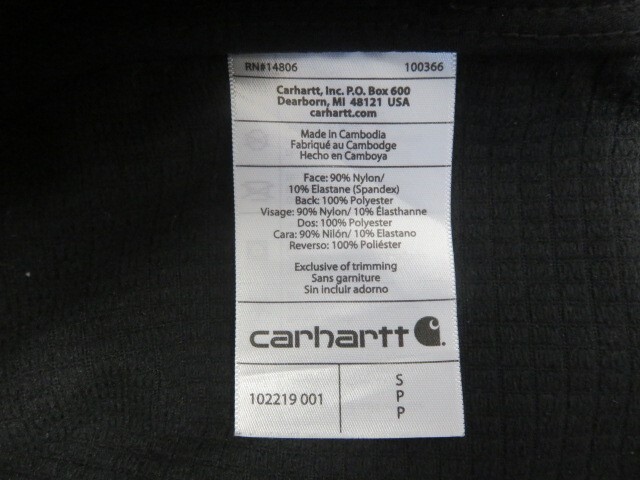 RN#14806 100366
Carhartt, Inc. P.O. Box 600
Dearborn, MI 48121 USA
carhartt.com
Made in Cambodia
Fabriqué au Cambodge
Hecho en Camboya
Face: 90% Nylon/
10% Elastane (Spandex)
Back: 100% Polyester
Visage: 90% Nylon/ 10% Élasthanne
Dos: 100% Polyester
Cara: 90% Nilón/ 10% Elastano
Reverso: 100% Poliéster
Exclusive of trimming
Sans garniture
Sin incluir adorno
carhartt
102219 001
S
P
P